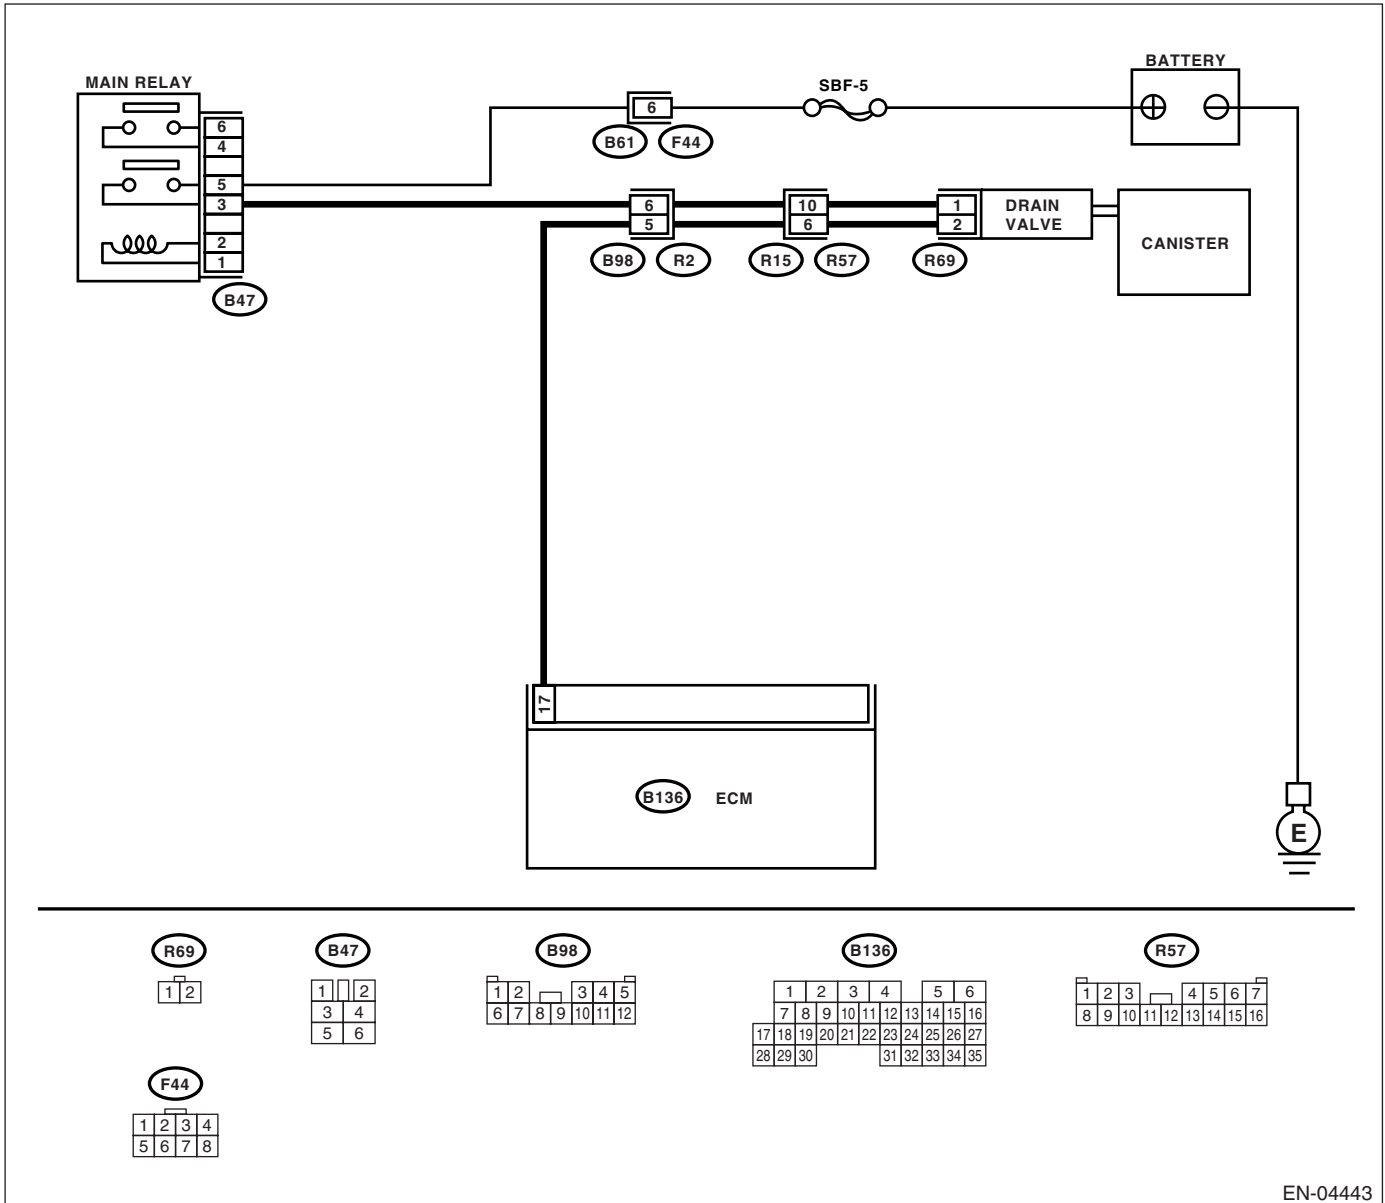 MAIN RELAY
6
4
5
3
2
1
B47
6
B61 F44
SBF-5
BATTERY
6
5
B98 R2
10
6
R15 R57
1
2
R69
DRAIN
VALVE
CANISTER
17
B136 ECM
E
R69
1 2
B47
1 2
3 4
5 6
B98
1 2 3 4 5
6 7 8 9 10 11 12
B136
1 2 3 4 5 6
7 8 9 10 11 12 13 14 15 16
17 18 19 20 21 22 23 24 25 26 27
28 29 30 31 32 33 34 35
R57
1 2 3 4 5 6 7
8 9 10 11 12 13 14 15 16
F44
1 2 3 4
5 6 7 8
EN-04443